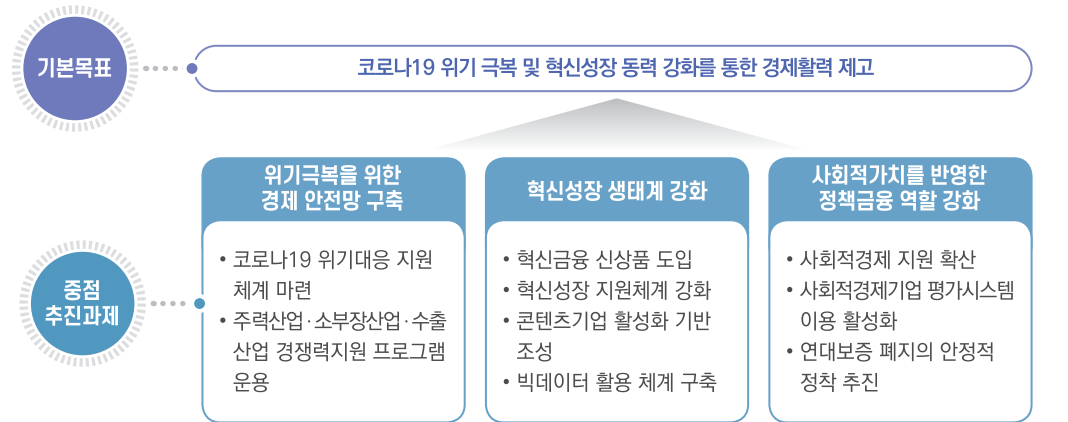 기본목표
코로나19 위기 극복 및 혁신성장 동력 강화를 통한 경제활력 제고
중점
추진과제
위기극복을 위한
경제 안전망 구축
• 코로나19 위기대응 지원
체계 마련
• 주력산업·소부장산업·수출
산업 경쟁력지원 프로그램
운용
혁신성장 생태계 강화
• 혁신금융 신상품 도입
• 혁신성장 지원체계 강화
• 콘텐츠기업 활성화 기반
조성
• 빅데이터 활용 체계 구축
사회적가치를 반영한
정책금융 역할 강화
• 사회적경제 지원 확산
• 사회적경제기업 평가시스템
이용 활성화
• 연대보증 폐지의 안정적
정착 추진